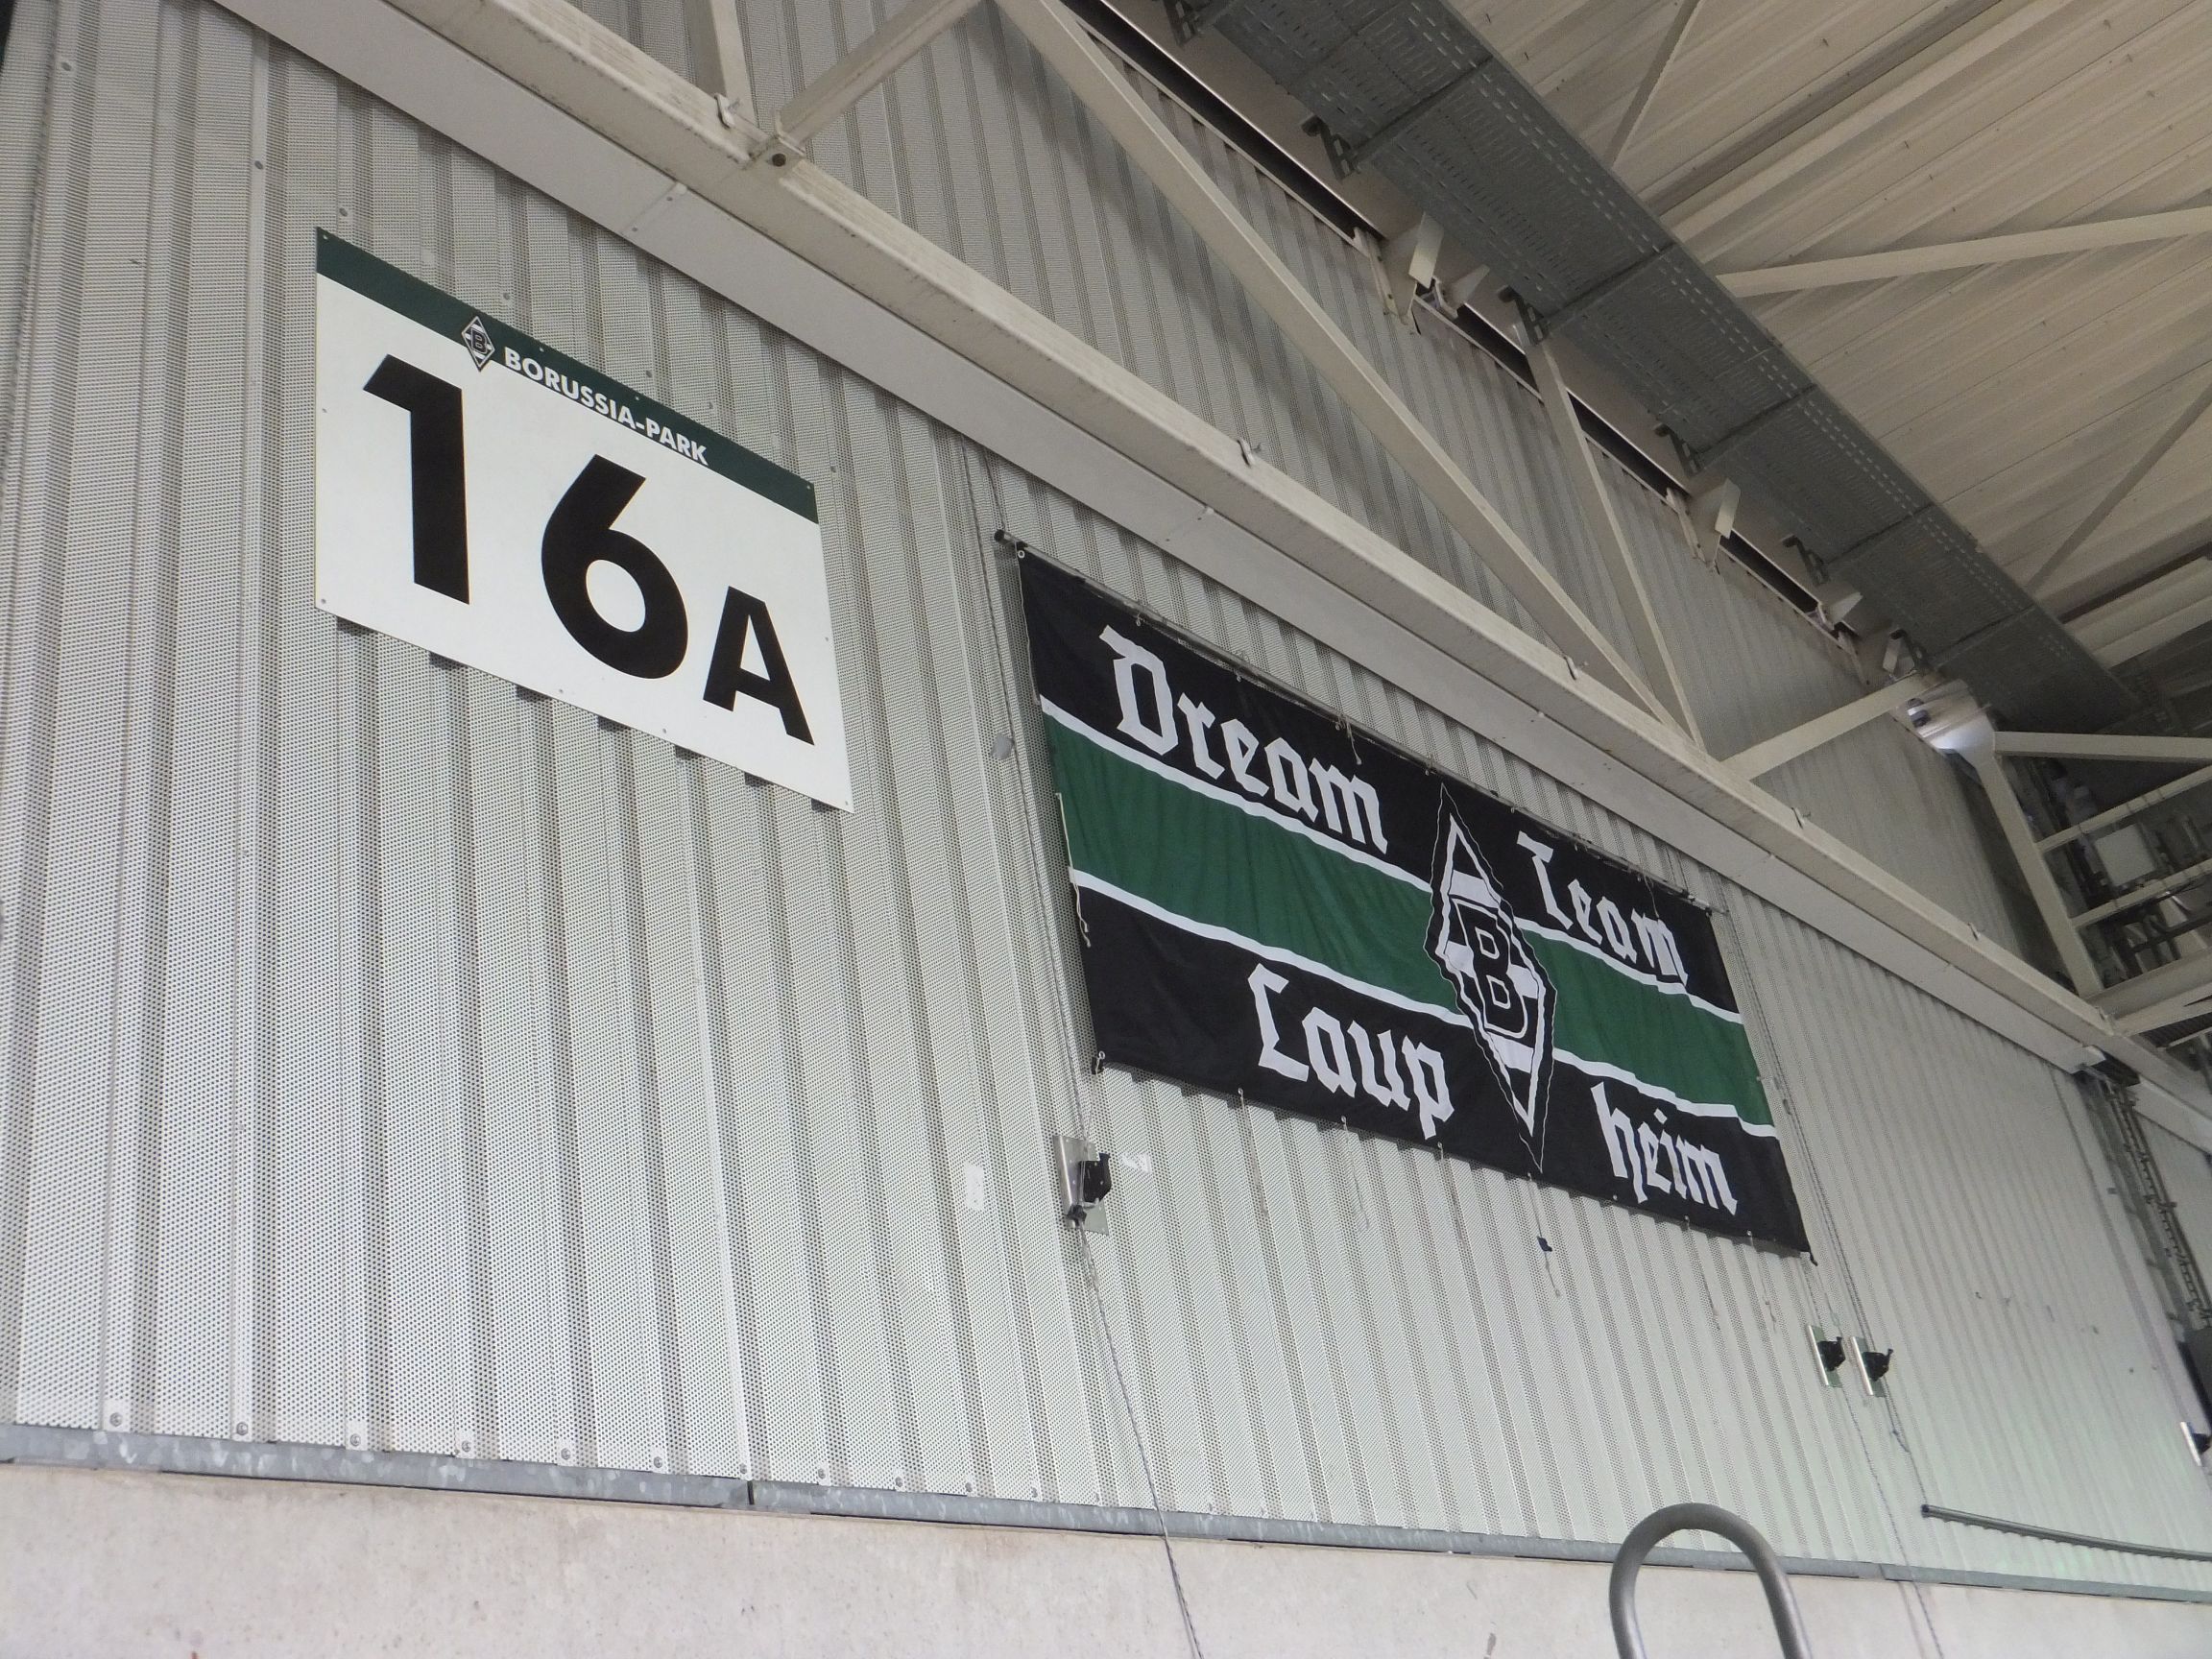 B BORUSSIA-PARK
16A
Dream Team
B
Laup heim